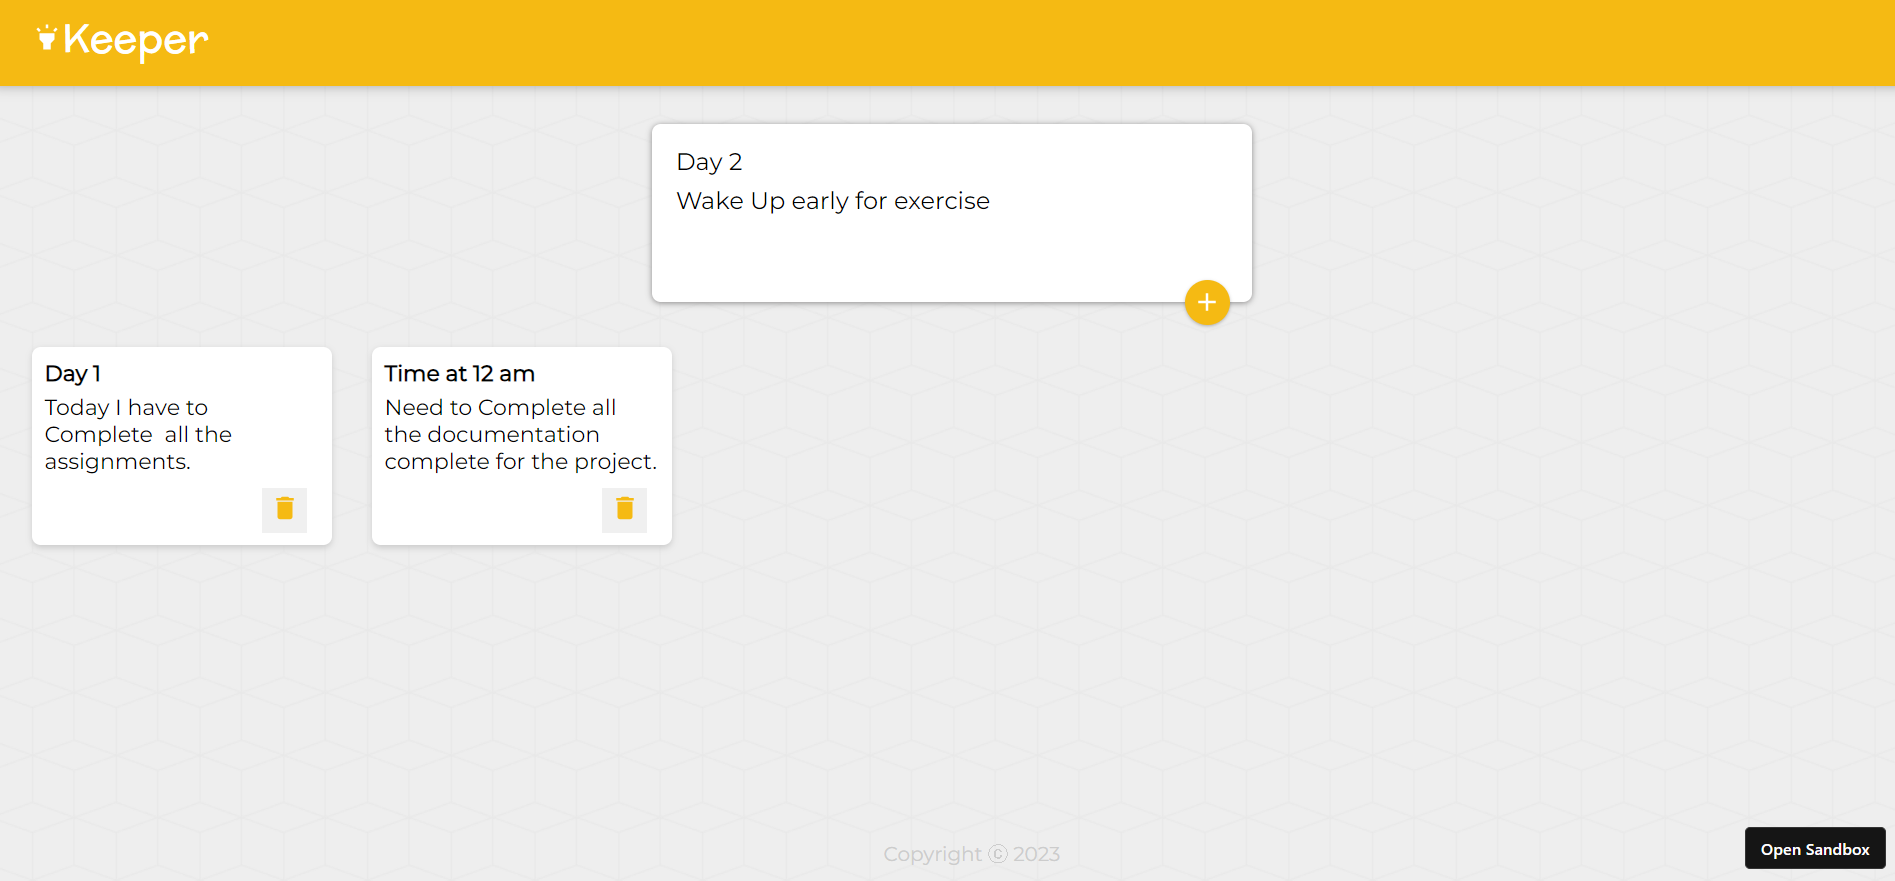 Keeper
Day 2
Wake Up early for exercise
Day 1
Today I have to
Complete  all the
assignments.
Time at 12 am
Need to Complete all
the documentation
complete for the project.
Copyright ⓒ 2023
Open Sandbox